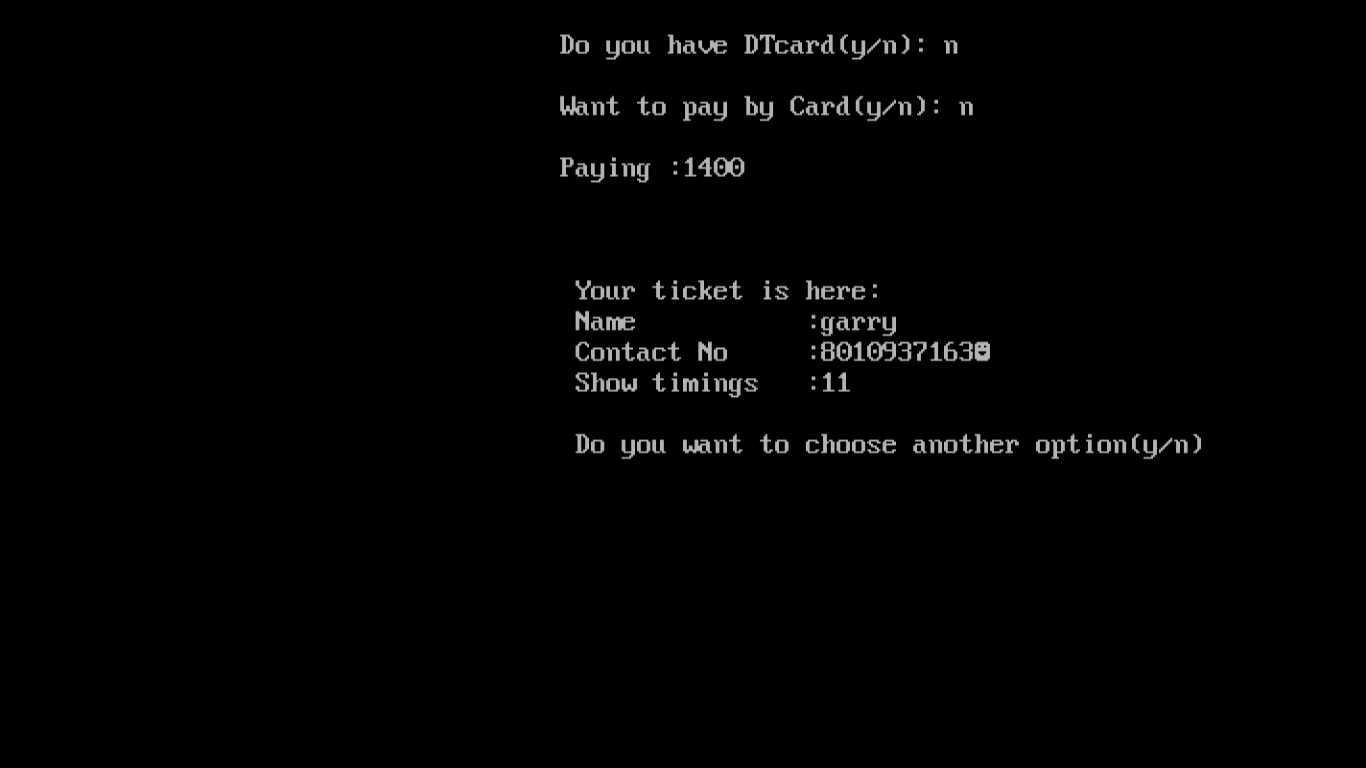 Do you have DTcard(y/n): n
Want to pay by Card(y/n): n
Paying :1400
Your ticket is here:
Name :garry
Contact No :8010937163☻
Show timings :11
Do you want to choose another option(y/n)